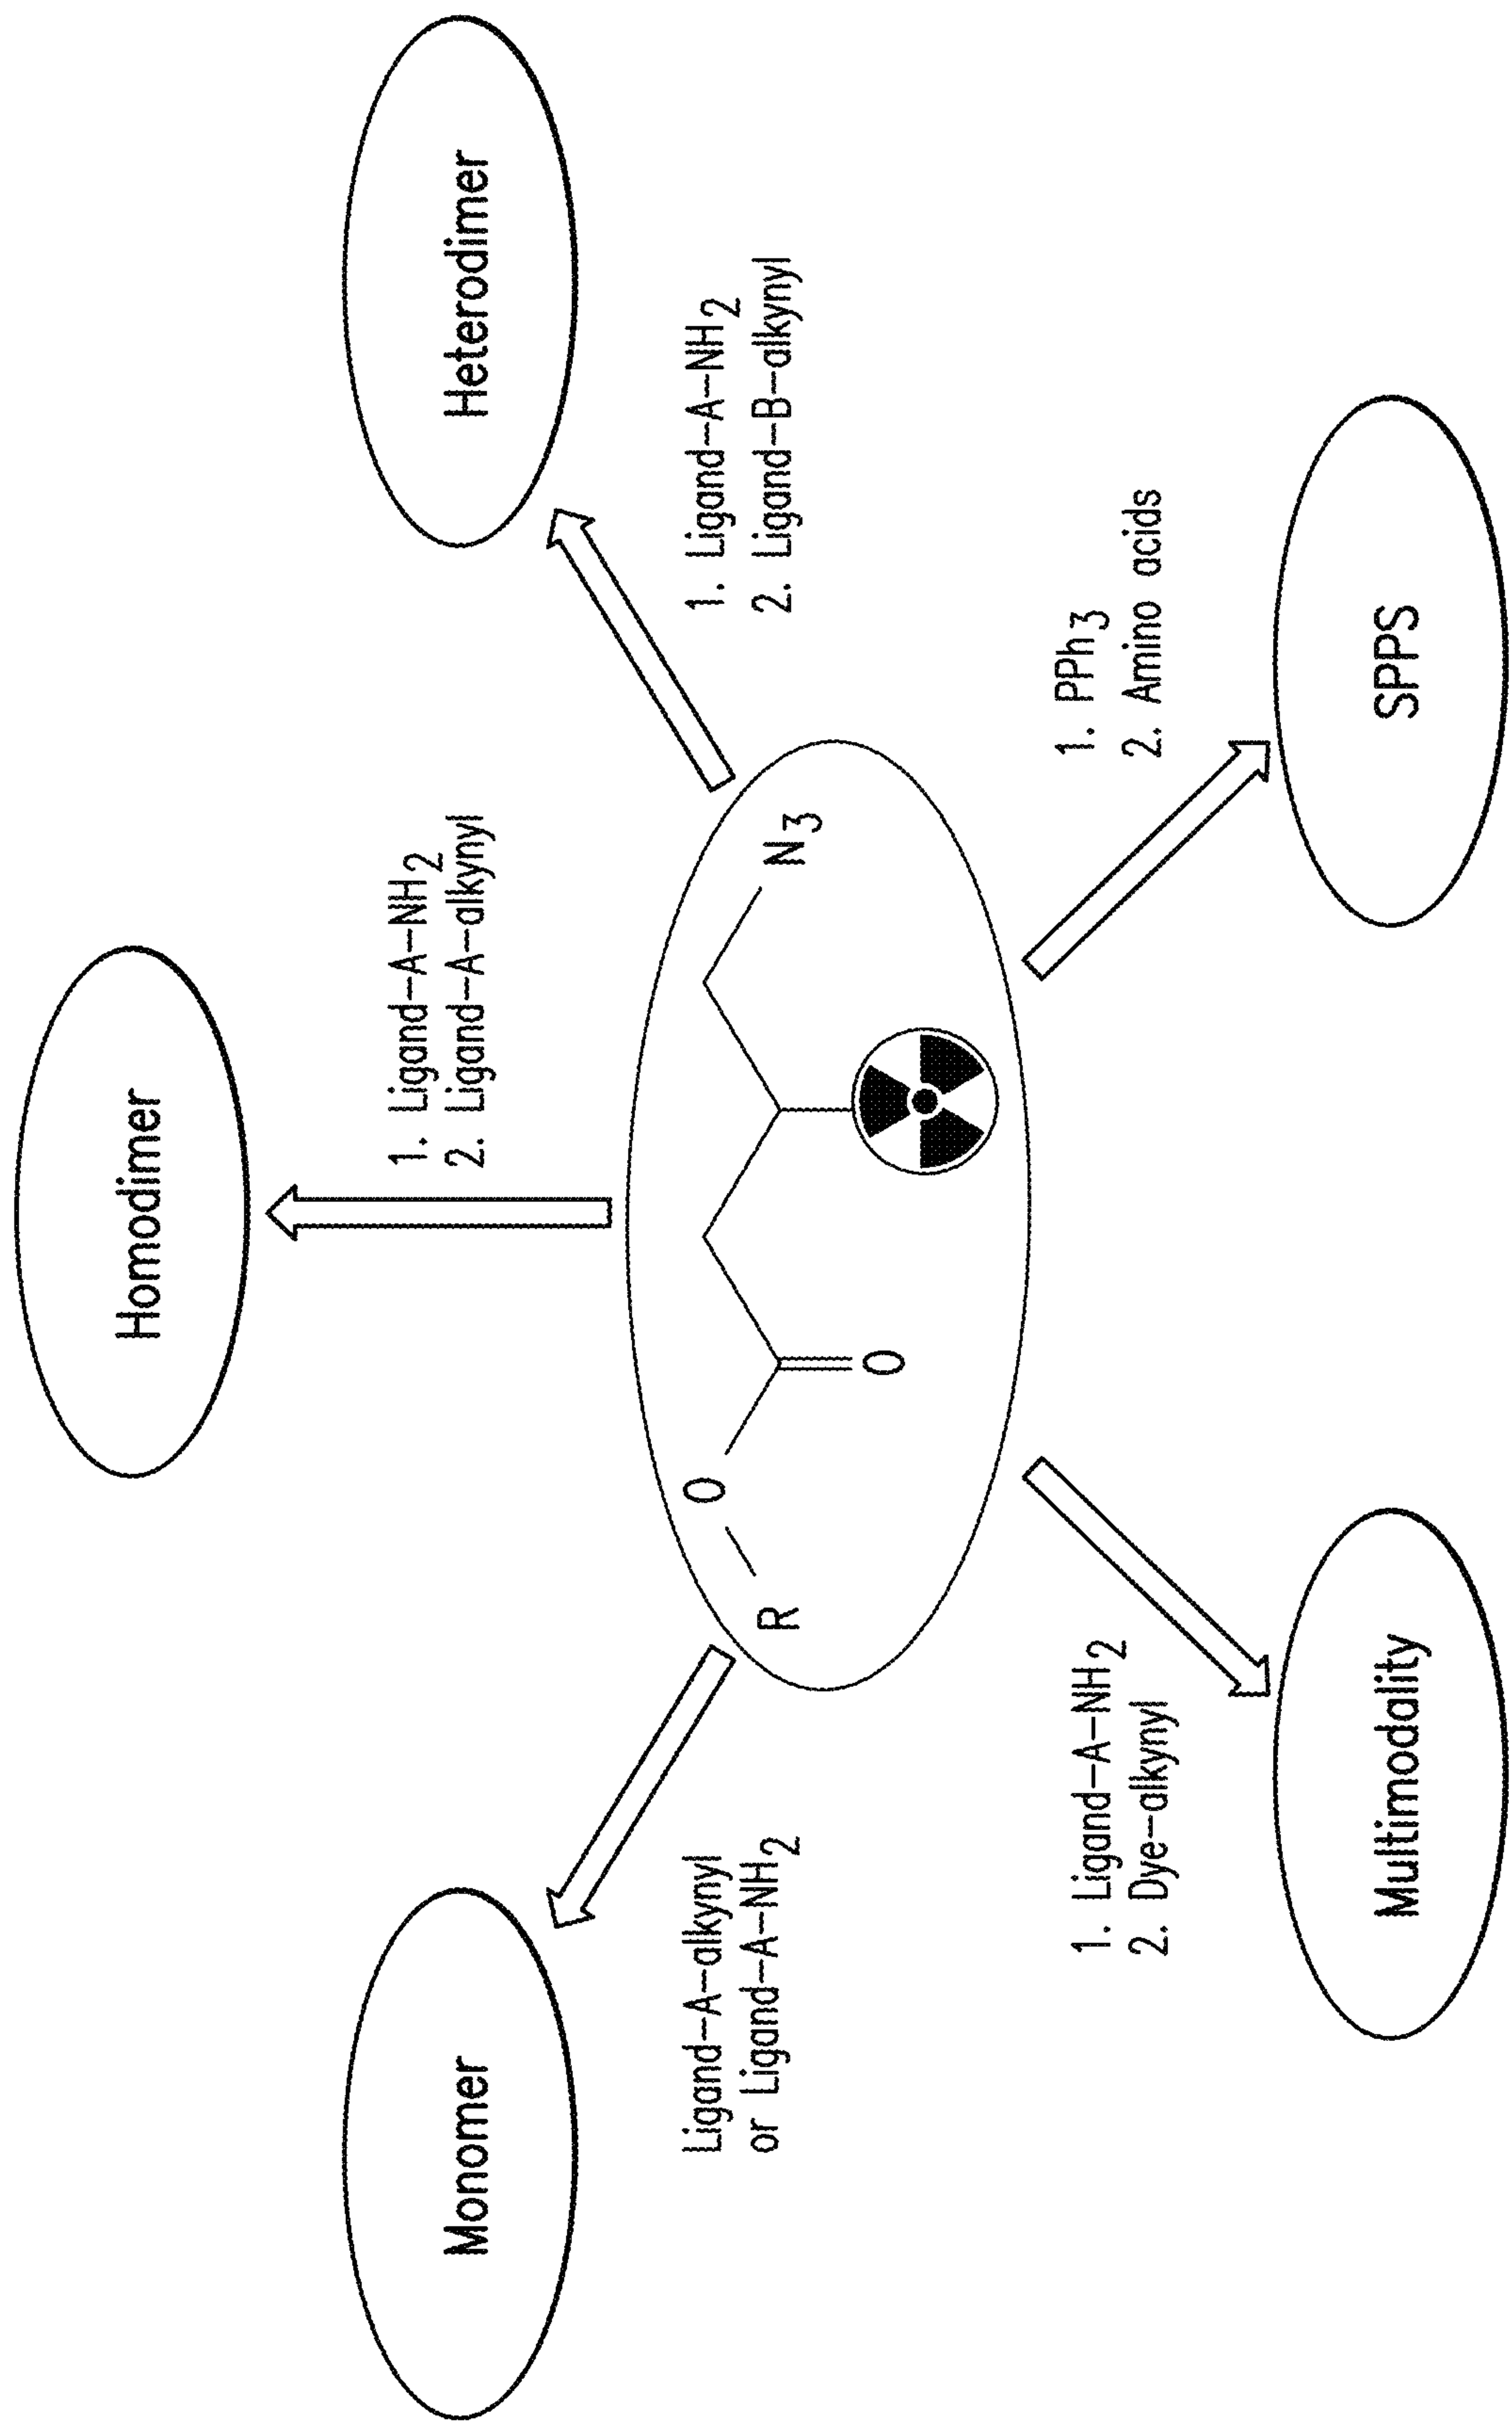 Homodimer
Monomer
Heterodimer
1. Ligand–A–NH2
2. Ligand–A–alkynyl
Ligand–A–alkynyl
or Ligand–A–NH2
1. Ligand–A–NH2
2. Ligand–B–alkynyl
R
O
O
N3
1. Ligand–A–NH2
2. Dye–alkynyl
1. PPh3
2. Amino acids
Multimodality
SPPS